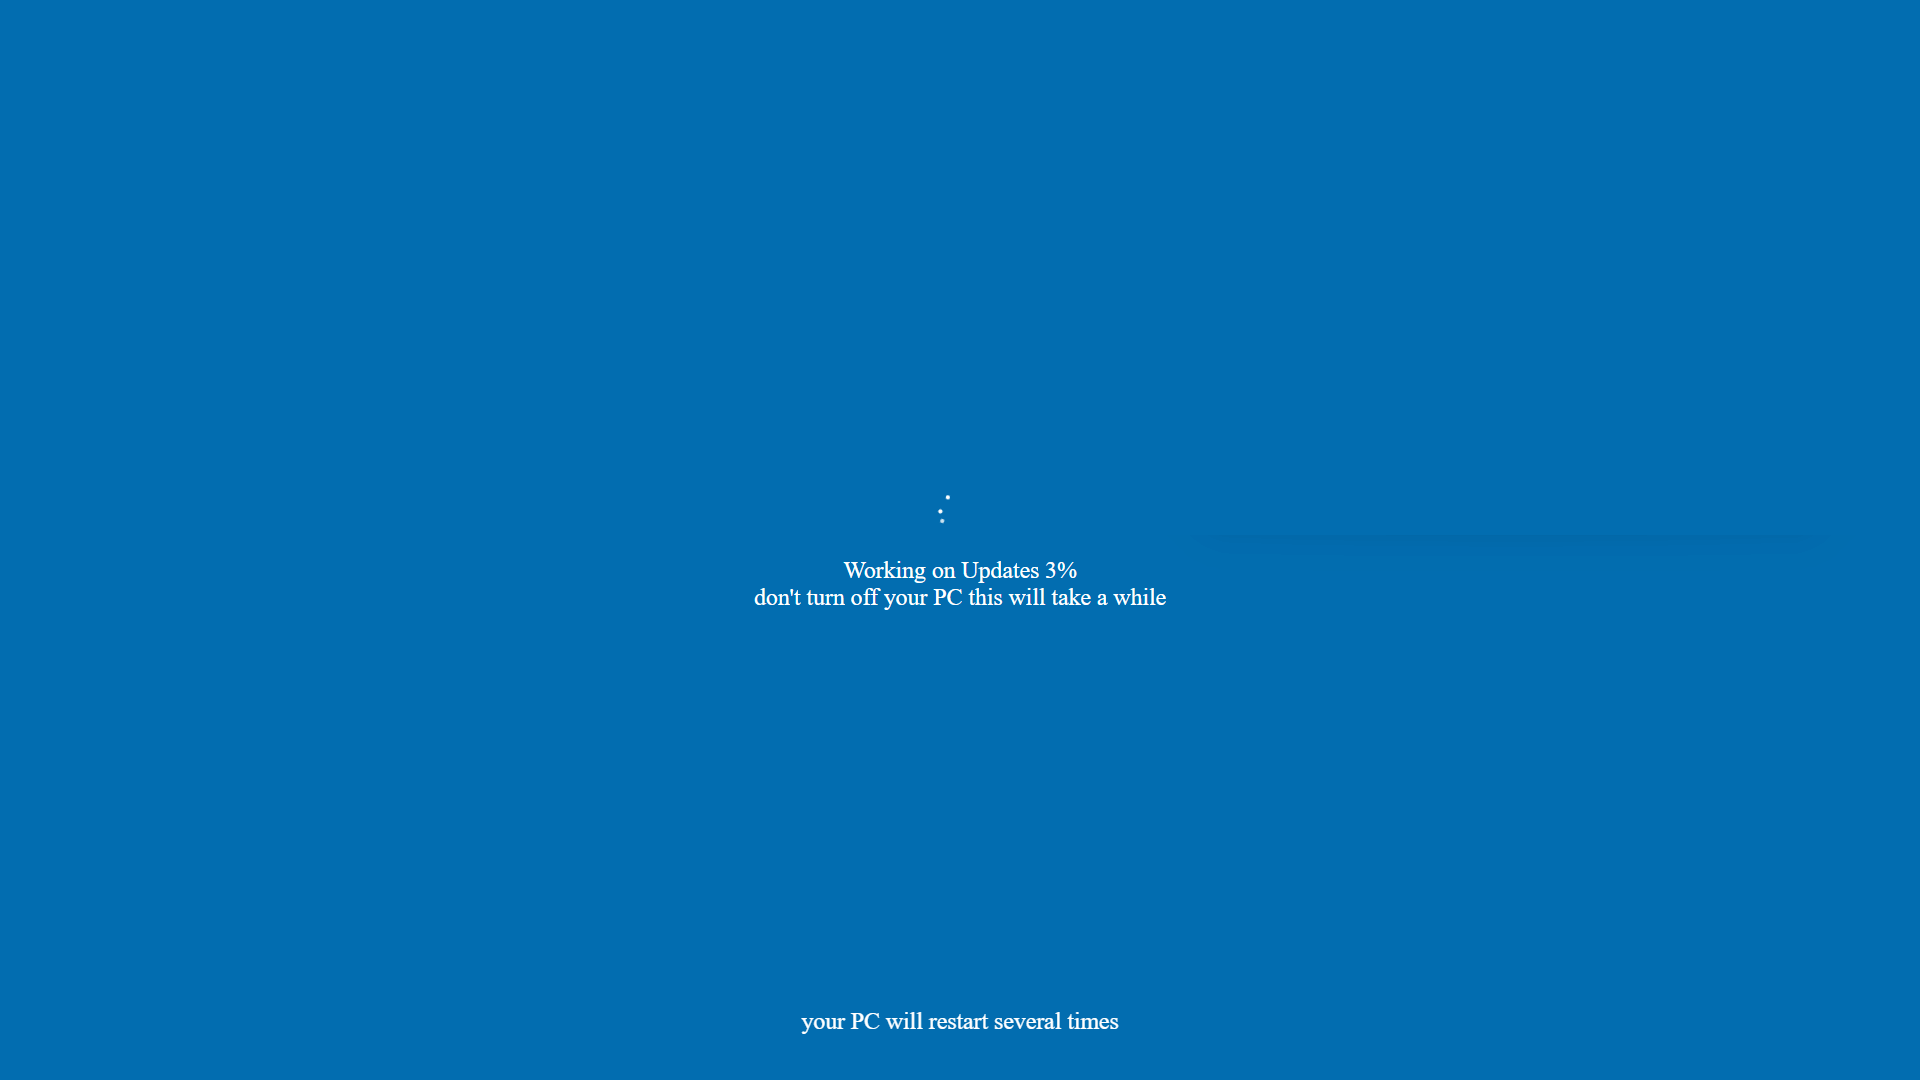 Working on Updates 3%
don't turn off your PC this will take a while
your PC will restart several times